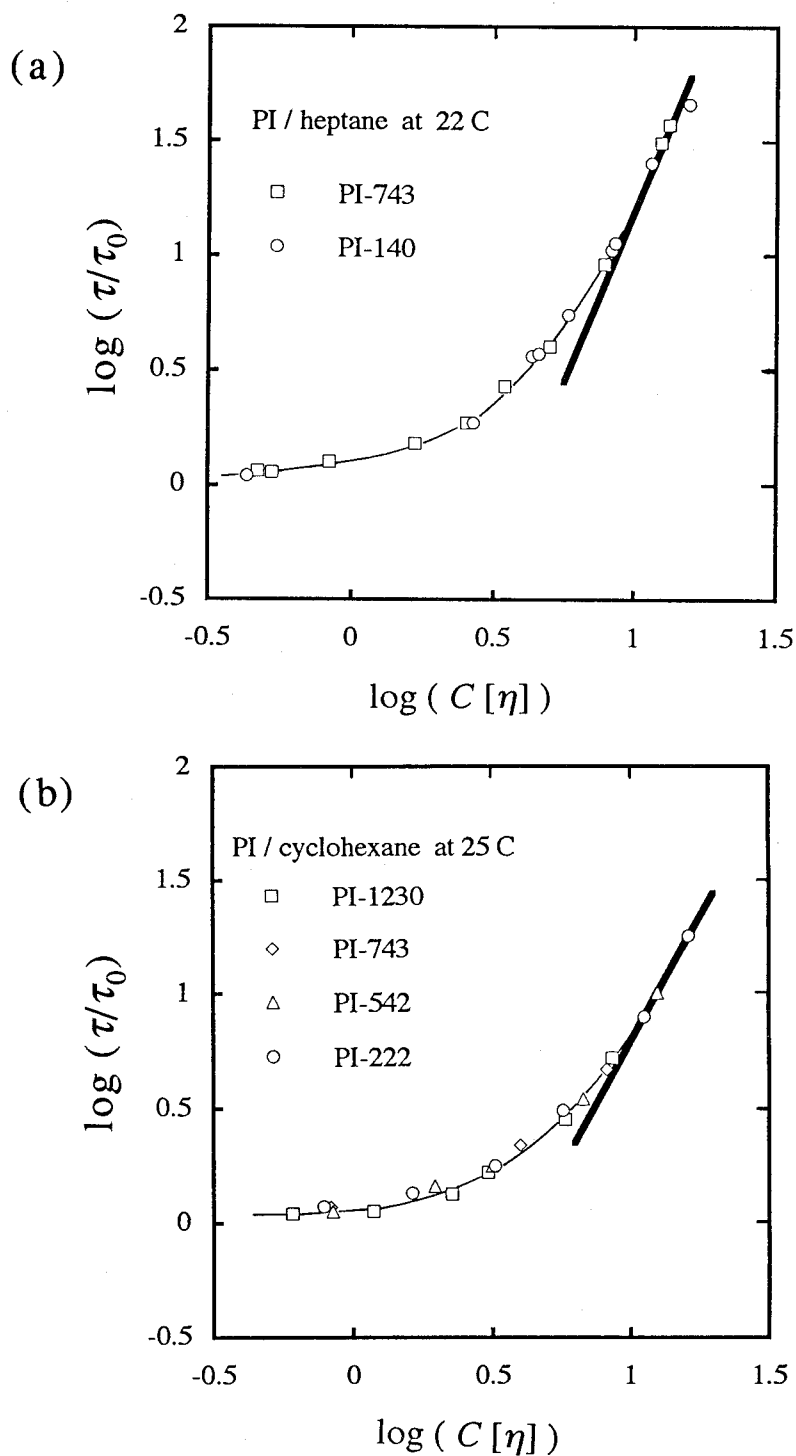 (a)
2
1.5
1
0.5
0
-0.5
log ( τ/τ₀ )
PI / heptane at 22 C
PI-743
PI-140
-0.5 0 0.5 1 1.5
log ( C [η] )
(b)
2
1.5
1
0.5
0
-0.5
log ( τ/τ₀ )
PI / cyclohexane at 25 C
PI-1230
PI-743
PI-542
PI-222
-0.5 0 0.5 1 1.5
log ( C [η] )